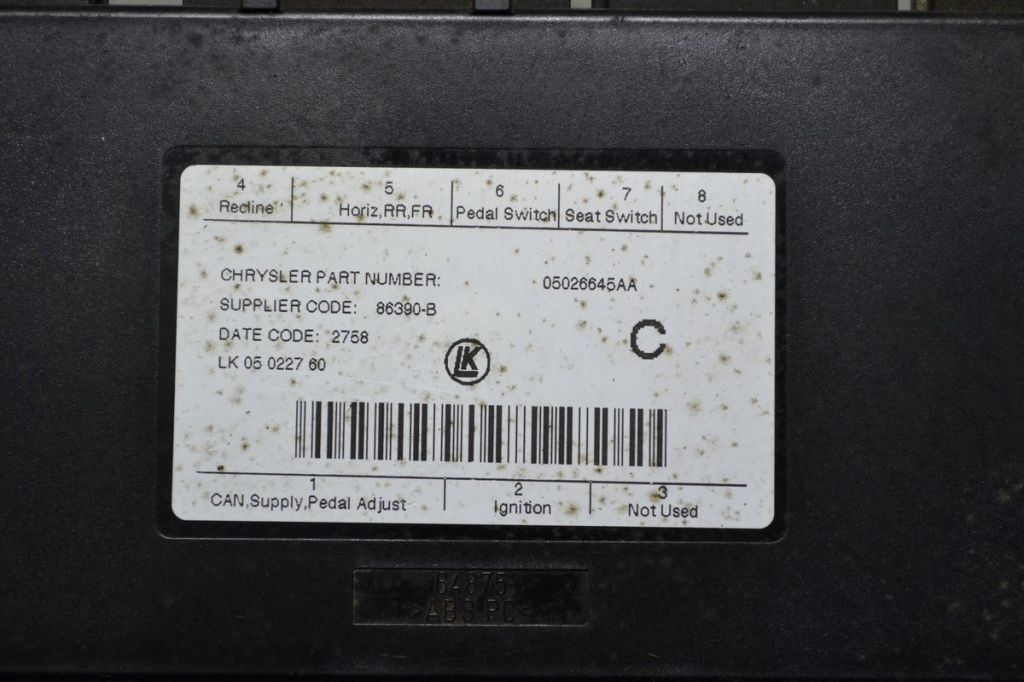 4 5 6 7 8
Recline Horiz,RR,FR Pedal Switch Seat Switch Not Used
CHRYSLER PART NUMBER: 05026645AA
SUPPLIER CODE: 86390-B
DATE CODE: 2758
C
LK
LK 05 0227 60
1 2 3
CAN,Supply,Pedal Adjust Ignition Not Used
64875
>ABS-PC<